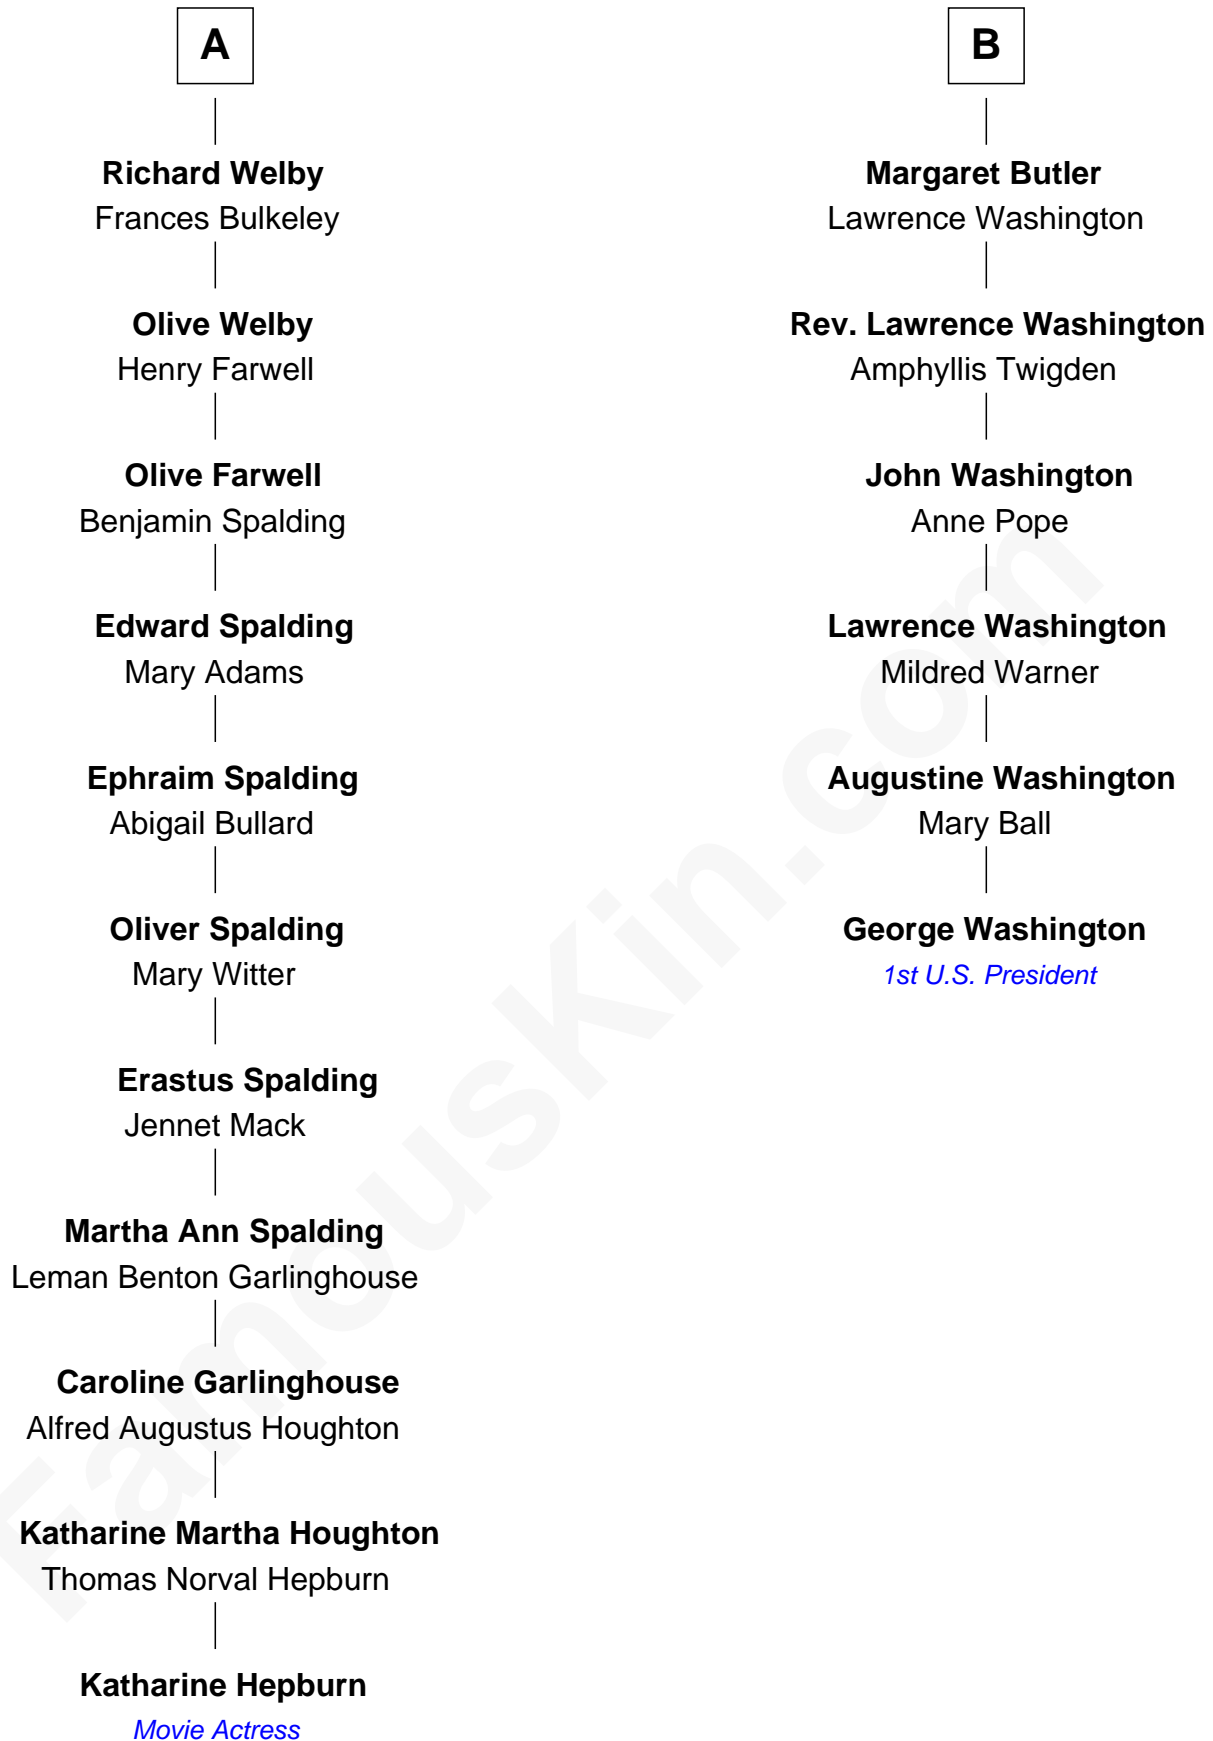 A
Richard Welby
Frances Bulkeley
Olive Welby
Henry Farwell
Olive Farwell
Benjamin Spalding
Edward Spalding
Mary Adams
Ephraim Spalding
Abigail Bullard
Oliver Spalding
Mary Witter
Erastus Spalding
Jennet Mack
Martha Ann Spalding
Leman Benton Garlinghouse
Caroline Garlinghouse
Alfred Augustus Houghton
Katharine Martha Houghton
Thomas Norval Hepburn
Katharine Hepburn
Movie Actress
B
Margaret Butler
Lawrence Washington
Rev. Lawrence Washington
Amphyllis Twigden
John Washington
Anne Pope
Lawrence Washington
Mildred Warner
Augustine Washington
Mary Ball
George Washington
1st U.S. President
FamousKin.com